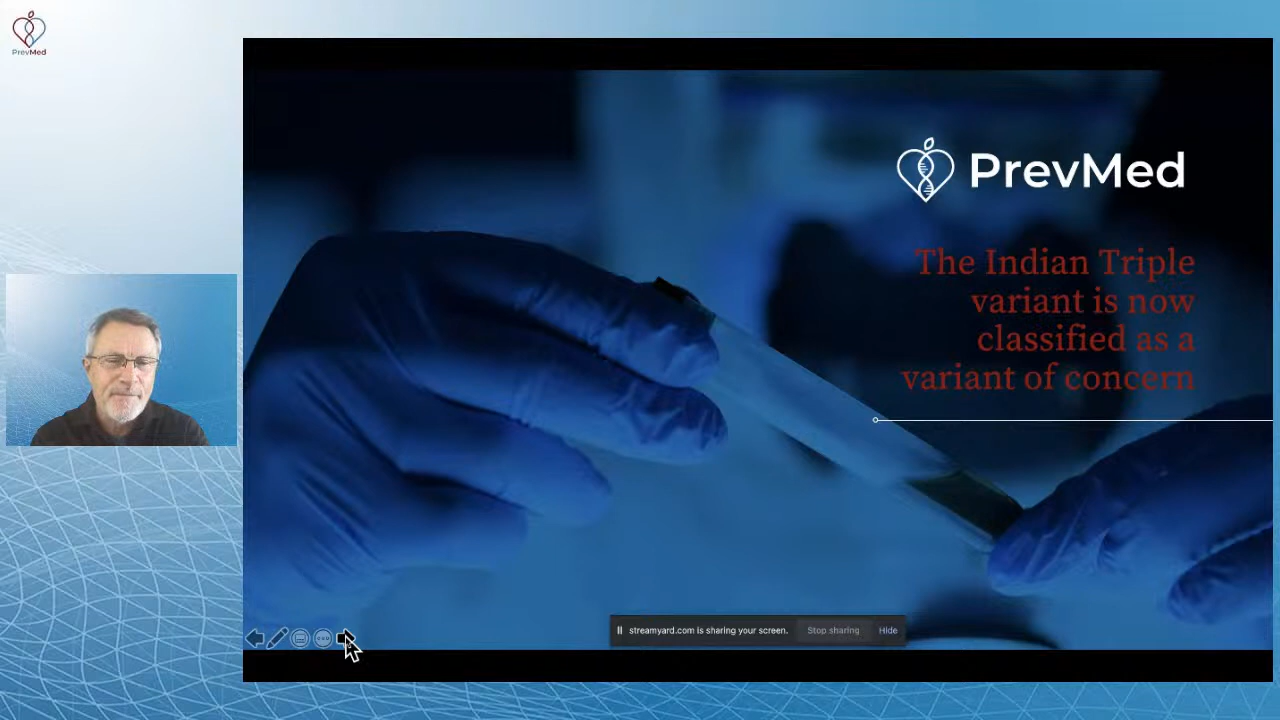 PrevMed
PrevMed
The Indian Triple
variant is now
classified as a
variant of concern
streamyard.com is sharing your screen. Stop sharing Hide